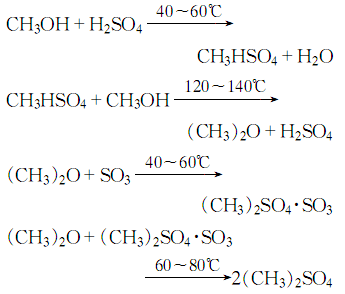 CH₃OH + H₂SO₄ —40～60℃→
CH₃HSO₄ + H₂O
CH₃HSO₄ + CH₃OH —120～140℃→
(CH₃)₂O + H₂SO₄
(CH₃)₂O + SO₃ —40～60℃→
(CH₃)₂SO₄·SO₃
(CH₃)₂O + (CH₃)₂SO₄·SO₃
—60～80℃→2(CH₃)₂SO₄